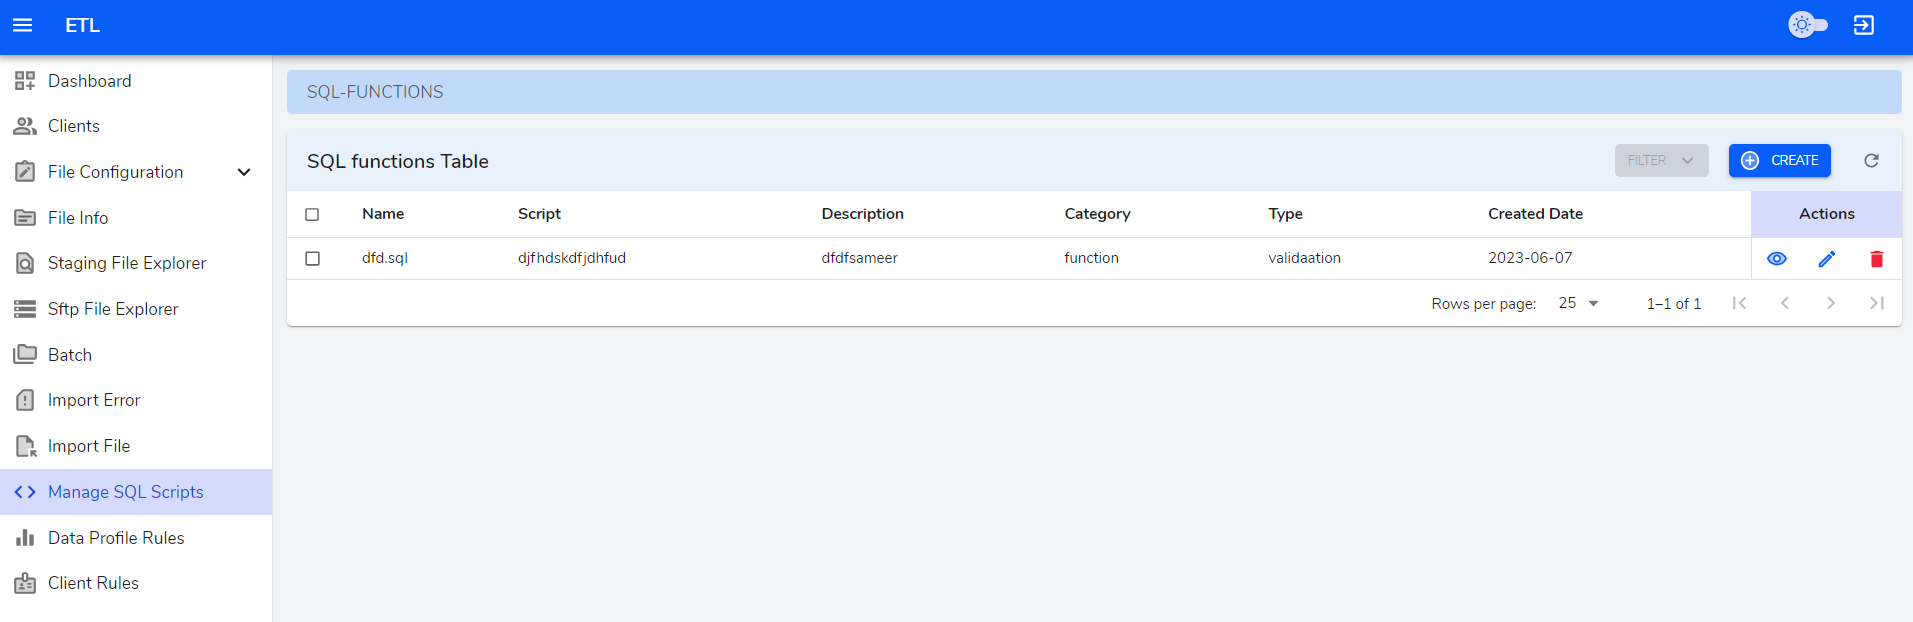 ETL
Dashboard
Clients
File Configuration
File Info
Staging File Explorer
Sftp File Explorer
Batch
Import Error
Import File
Manage SQL Scripts
Data Profile Rules
Client Rules
SQL-FUNCTIONS
SQL functions Table
FILTER
CREATE
Name Script Description Category Type Created Date Actions
dfd.sql djfhdskdfjdhfud dfdfsameer function validaation 2023-06-07
Rows per page: 25 1–1 of 1